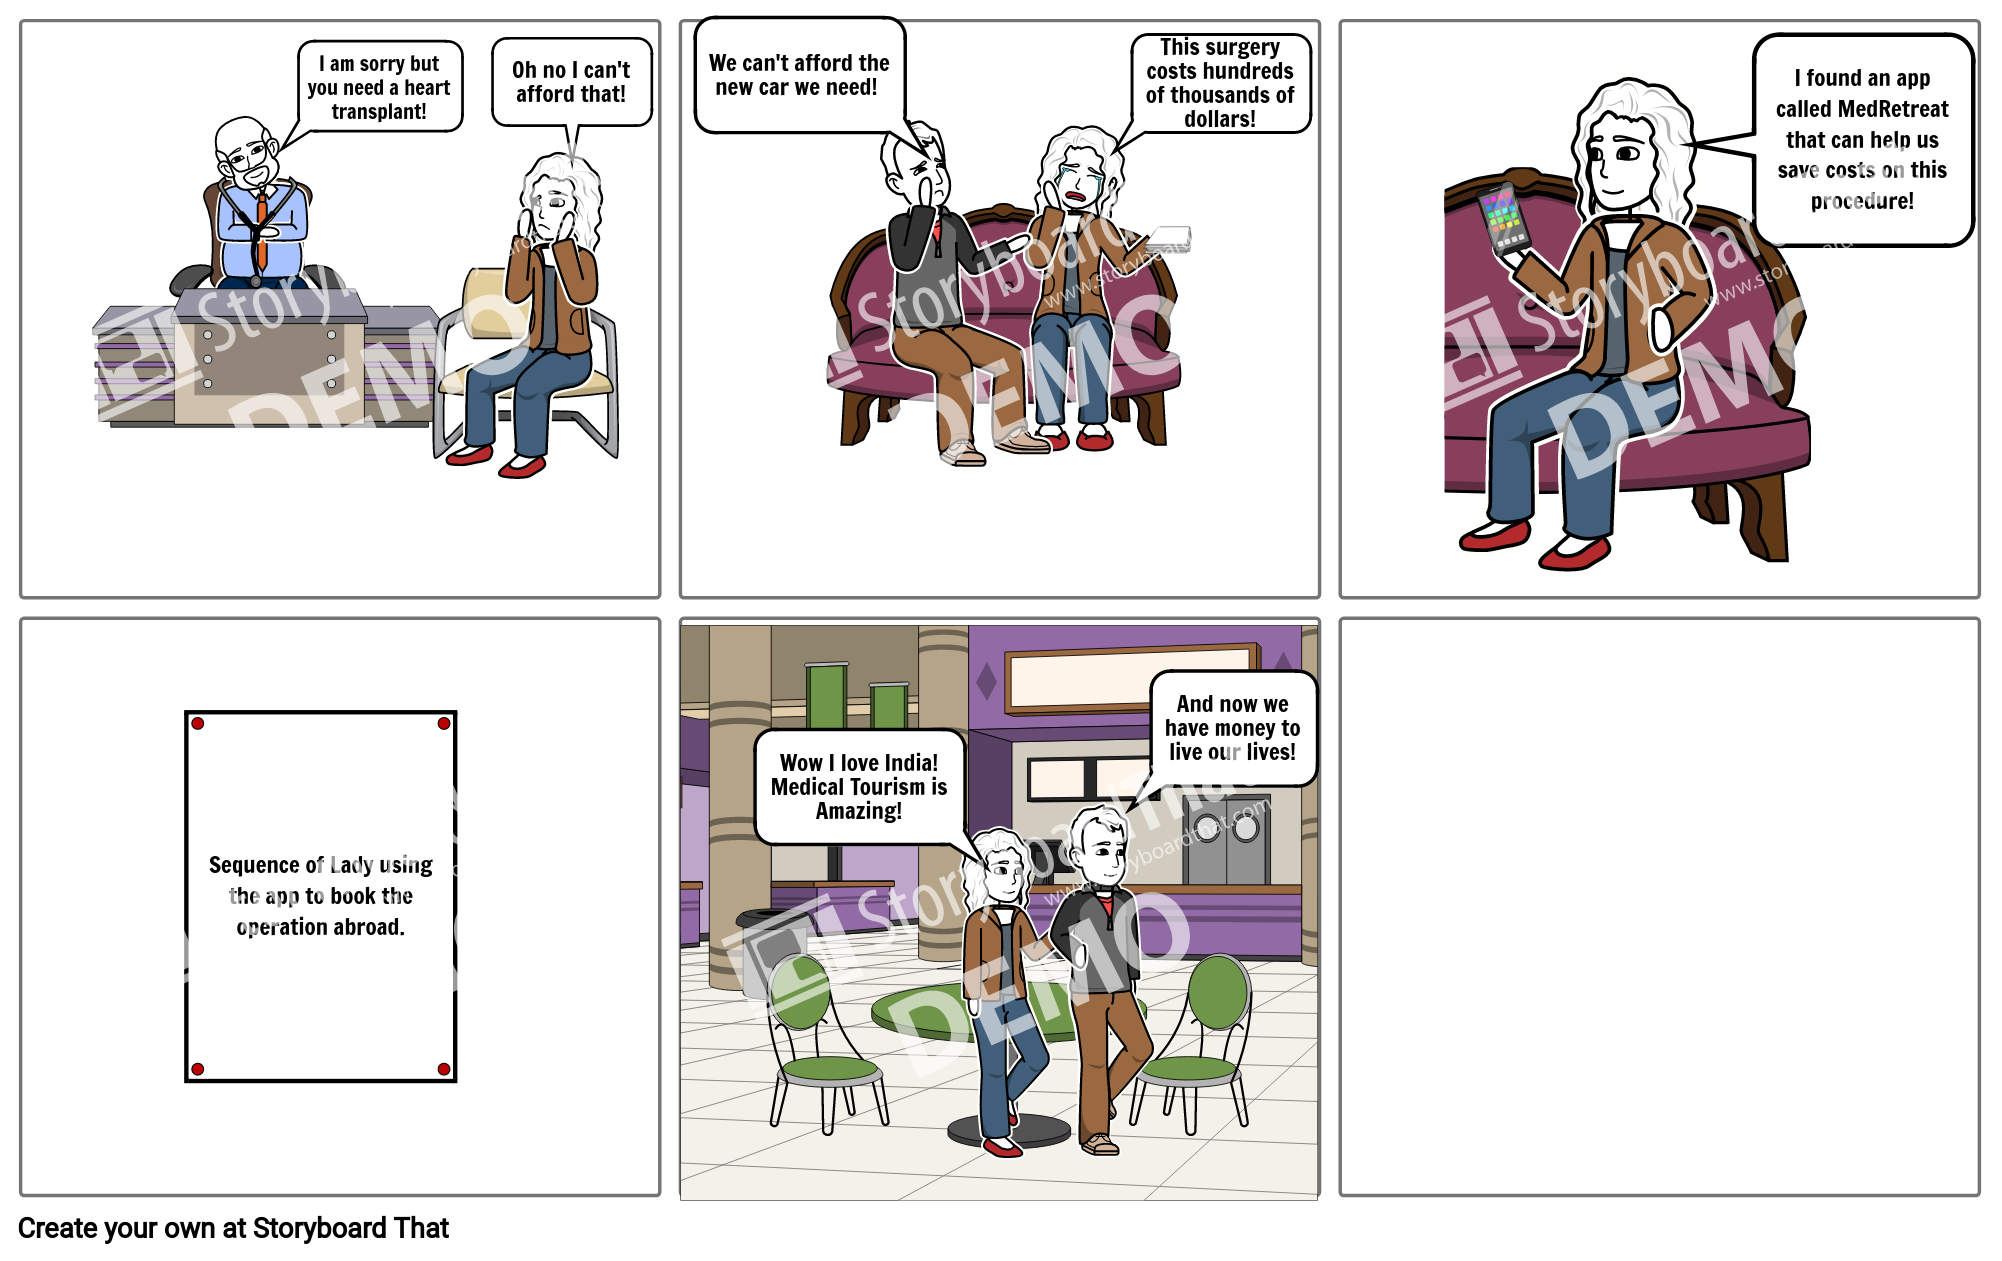 I am sorry but
you need a heart
transplant!
Oh no I can't
afford that!
We can't afford the
new car we need!
This surgery
costs hundreds
of thousands of
dollars!
I found an app
called MedRetreat
that can help us
save costs on this
procedure!
Sequence of Lady using
the app to book the
operation abroad.
Wow I love India!
Medical Tourism is
Amazing!
And now we
have money to
live our lives!
Create your own at Storyboard That